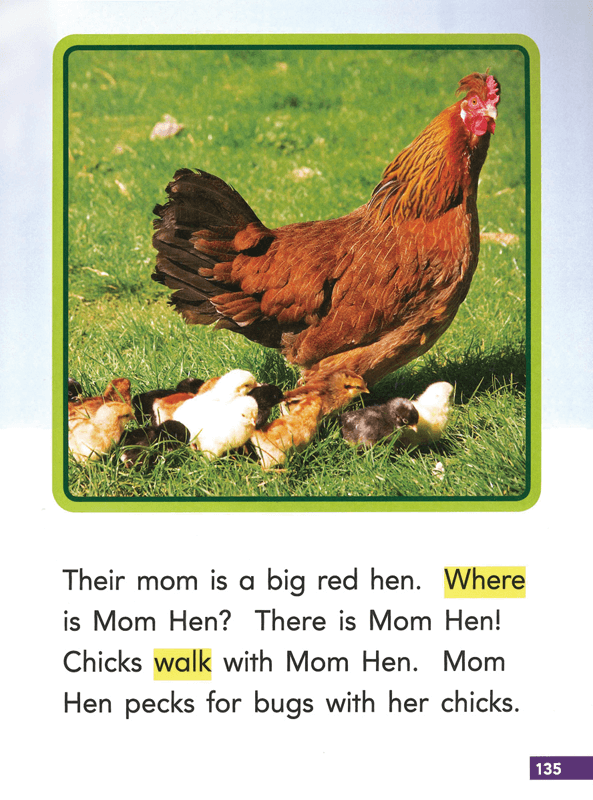 Their mom is a big red hen. Where
is Mom Hen? There is Mom Hen!
Chicks walk with Mom Hen. Mom
Hen pecks for bugs with her chicks.
135